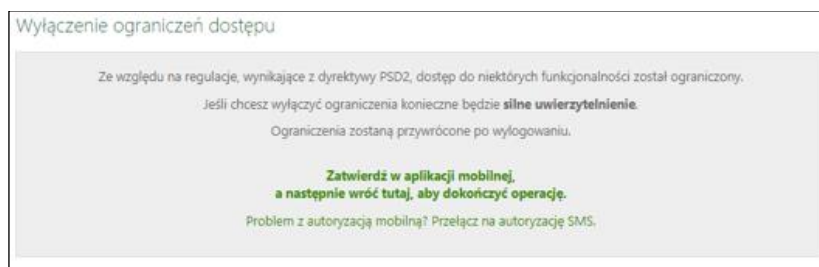 Wyłączenie ograniczeń dostępu
Ze względu na regulacje, wynikające z dyrektywy PSD2, dostęp do niektórych funkcjonalności został ograniczony.
Jeśli chcesz wyłączyć ograniczenia konieczne będzie silne uwierzytelnienie.
Ograniczenia zostaną przywrócone po wylogowaniu.
Zatwierdź w aplikacji mobilnej,
a następnie wróć tutaj, aby dokończyć operację.
Problem z autoryzacją mobilną? Przełącz na autoryzację SMS.